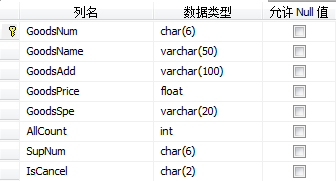 列名 数据类型 允许 Null 值
GoodsNum char(6)
GoodsName varchar(50)
GoodsAdd varchar(100)
GoodsPrice float
GoodsSpe varchar(20)
AllCount int
SupNum char(6)
IsCancel char(2)